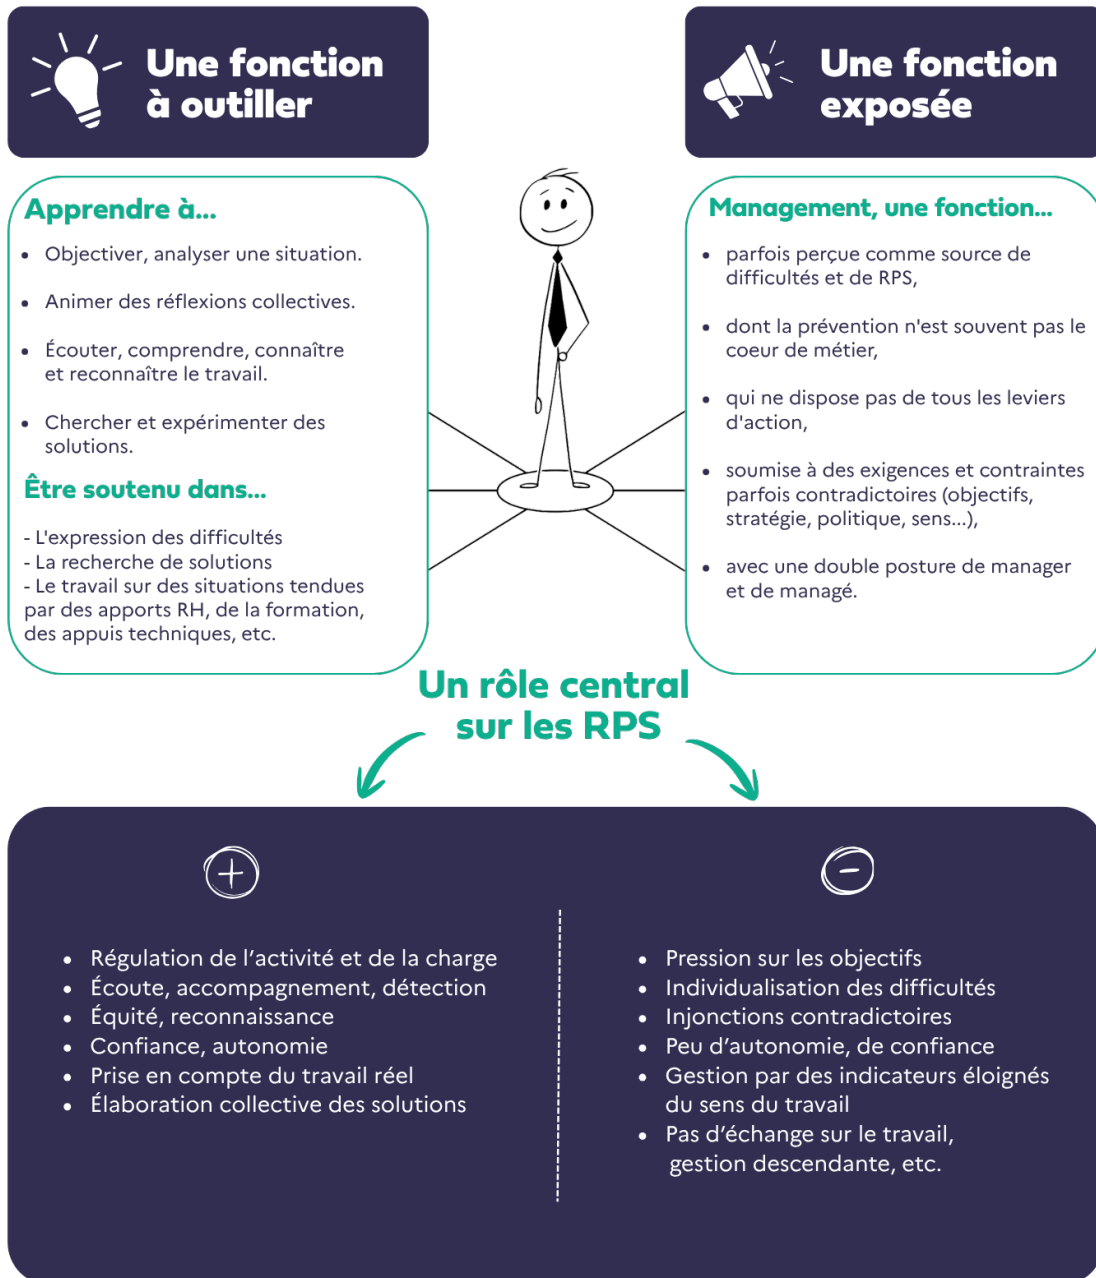 Une fonction
à outiller
Apprendre à...
• Objectiver, analyser une situation.
• Animer des réflexions collectives.
• Écouter, comprendre, connaître
et reconnaître le travail.
• Chercher et expérimenter des
solutions.
Être soutenu dans...
- L'expression des difficultés
- La recherche de solutions
- Le travail sur des situations tendues
par des apports RH, de la formation,
des appuis techniques, etc.
Une fonction
exposée
Management, une fonction...
• parfois perçue comme source de
difficultés et de RPS,
• dont la prévention n'est souvent pas le
coeur de métier,
• qui ne dispose pas de tous les leviers
d'action,
• soumise à des exigences et contraintes
parfois contradictoires (objectifs,
stratégie, politique, sens...),
• avec une double posture de manager
et de managé.
Un rôle central
sur les RPS
+
• Régulation de l’activité et de la charge
• Écoute, accompagnement, détection
• Équité, reconnaissance
• Confiance, autonomie
• Prise en compte du travail réel
• Élaboration collective des solutions
-
• Pression sur les objectifs
• Individualisation des difficultés
• Injonctions contradictoires
• Peu d’autonomie, de confiance
• Gestion par des indicateurs éloignés
du sens du travail
• Pas d’échange sur le travail,
gestion descendante, etc.